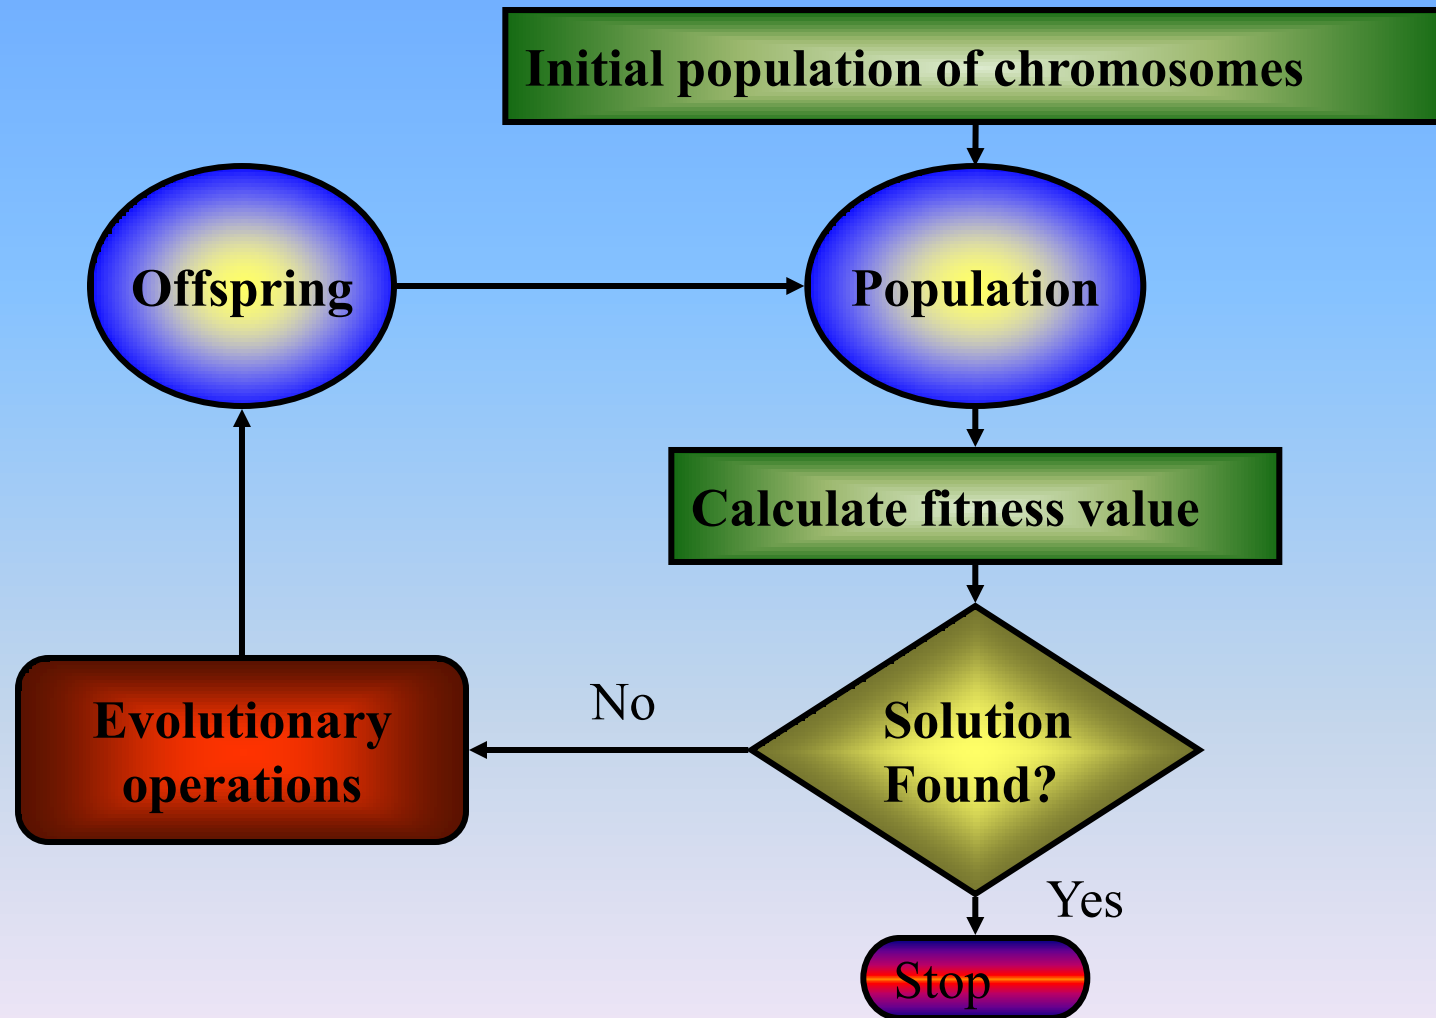 Initial population of chromosomes
Offspring
Population
Calculate fitness value
No
Evolutionary
operations
Solution
Found?
Yes
Stop